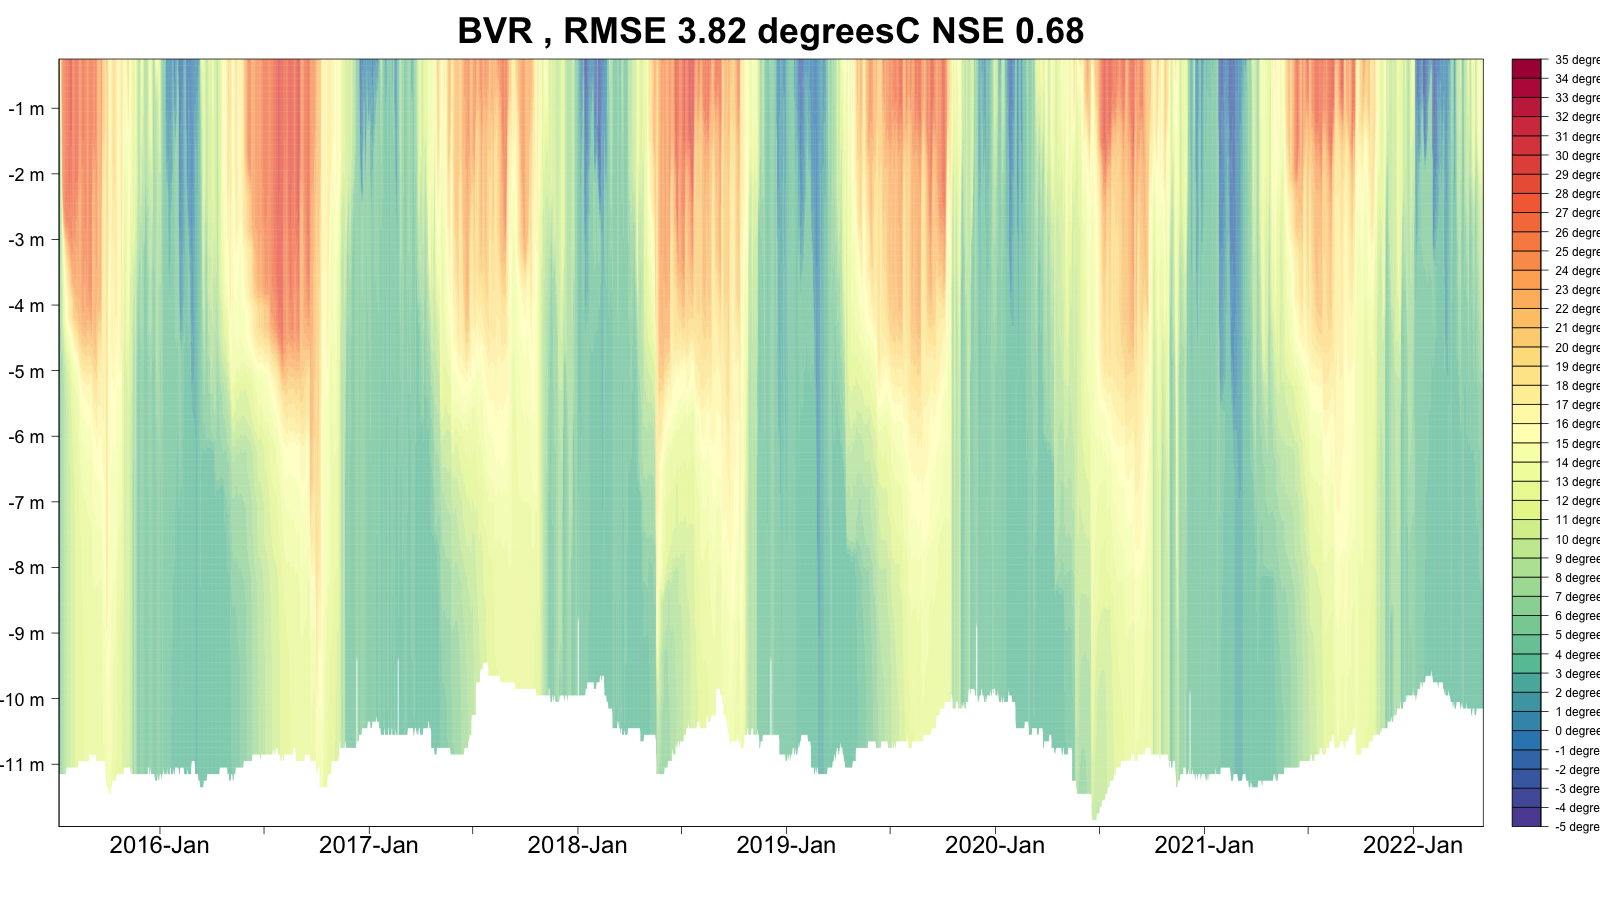 BVR , RMSE 3.82 degreesC NSE 0.68
-1 m
-2 m
-3 m
-4 m
-5 m
-6 m
-7 m
-8 m
-9 m
-10 m
-11 m
2016-Jan
2017-Jan
2018-Jan
2019-Jan
2020-Jan
2021-Jan
2022-Jan
35 degre
34 degre
33 degre
32 degre
31 degre
30 degre
29 degre
28 degre
27 degre
26 degre
25 degre
24 degre
23 degre
22 degre
21 degre
20 degre
19 degre
18 degre
17 degre
16 degre
15 degre
14 degre
13 degre
12 degre
11 degre
10 degre
9 degree
8 degree
7 degree
6 degree
5 degree
4 degree
3 degree
2 degree
1 degree
0 degree
-1 degre
-2 degre
-3 degre
-4 degre
-5 degre